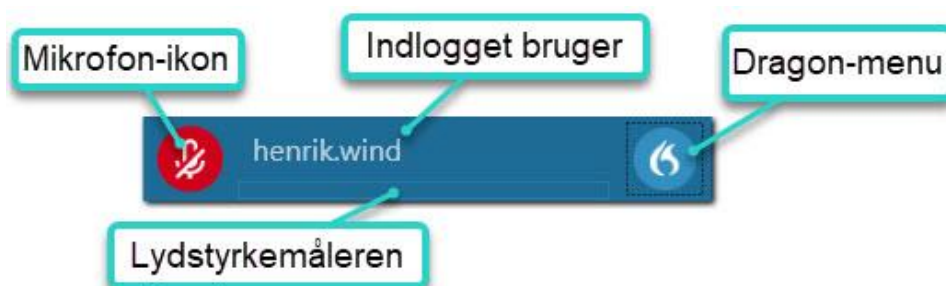 Mikrofon-ikon
Indlogget bruger
Dragon-menu
henrik.wind
Lydstyrkemåleren